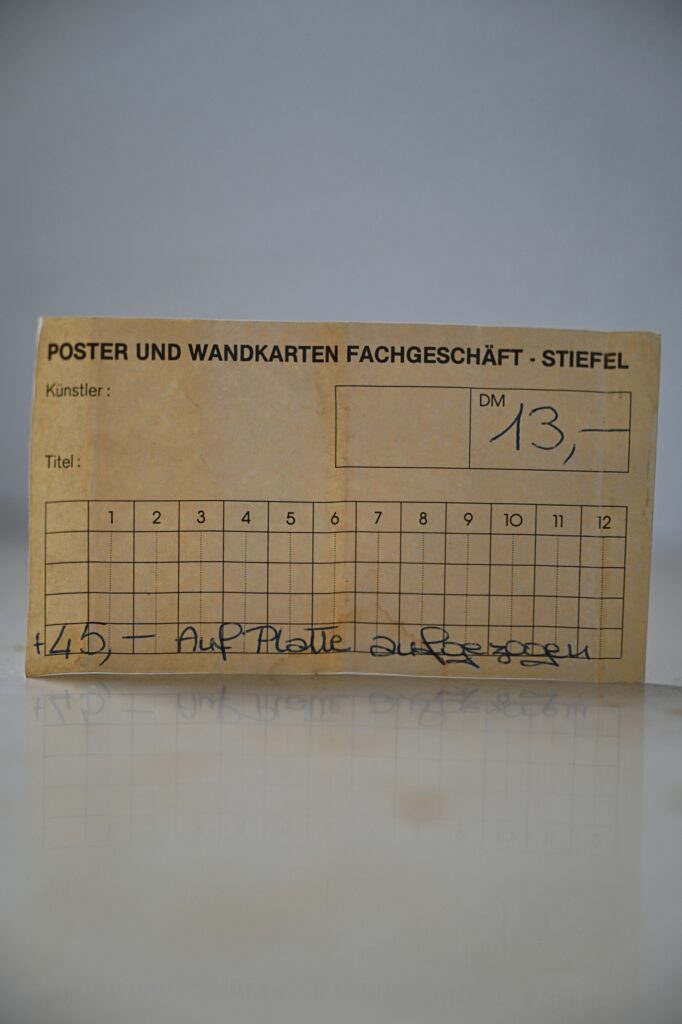 POSTER UND WANDKARTEN FACHGESCHÄFT - STIEFEL
Künstler :
DM 13,—
Titel :
1 2 3 4 5 6 7 8 9 10 11 12
+45,— Auf Platte aufgezogen